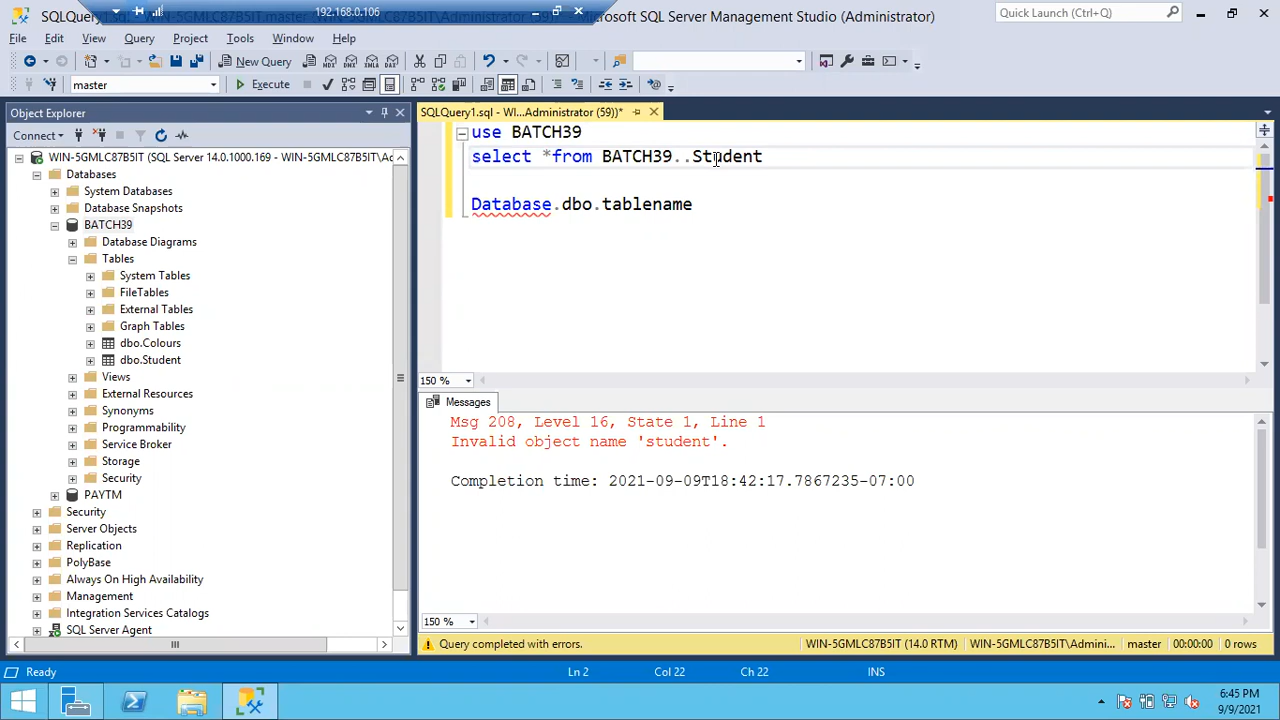 SQLQuery1.sql - WIN-5GMLC87B5IT.master
192.168.0.106
Microsoft SQL Server Management Studio (Administrator)
Quick Launch (Ctrl+Q)
File Edit View Query Project Tools Window Help
New Query
MDX DMX XMLA DAX
master
Execute
Object Explorer
SQLQuery1.sql - WI...Administrator (59))*
Connect
WIN-5GMLC87B5IT (SQL Server 14.0.1000.169 - WIN-5GMLC87B5IT\Administrator)
Databases
System Databases
Database Snapshots
BATCH39
Database Diagrams
Tables
System Tables
FileTables
External Tables
Graph Tables
dbo.Colours
dbo.Student
Views
External Resources
Synonyms
Programmability
Service Broker
Storage
Security
PAYTM
Security
Server Objects
Replication
PolyBase
Always On High Availability
Management
Integration Services Catalogs
SQL Server Agent
use BATCH39
select *from BATCH39..Student
Database.dbo.tablename
150 %
Messages
Msg 208, Level 16, State 1, Line 1
Invalid object name 'student'.
Completion time: 2021-09-09T18:42:17.7867235-07:00
150 %
Query completed with errors.
WIN-5GMLC87B5IT (14.0 RTM)
WIN-5GMLC87B5IT\Admini...
master
00:00:00
0 rows
Ready
Ln 2
Col 22
Ch 22
INS
6:45 PM
9/9/2021